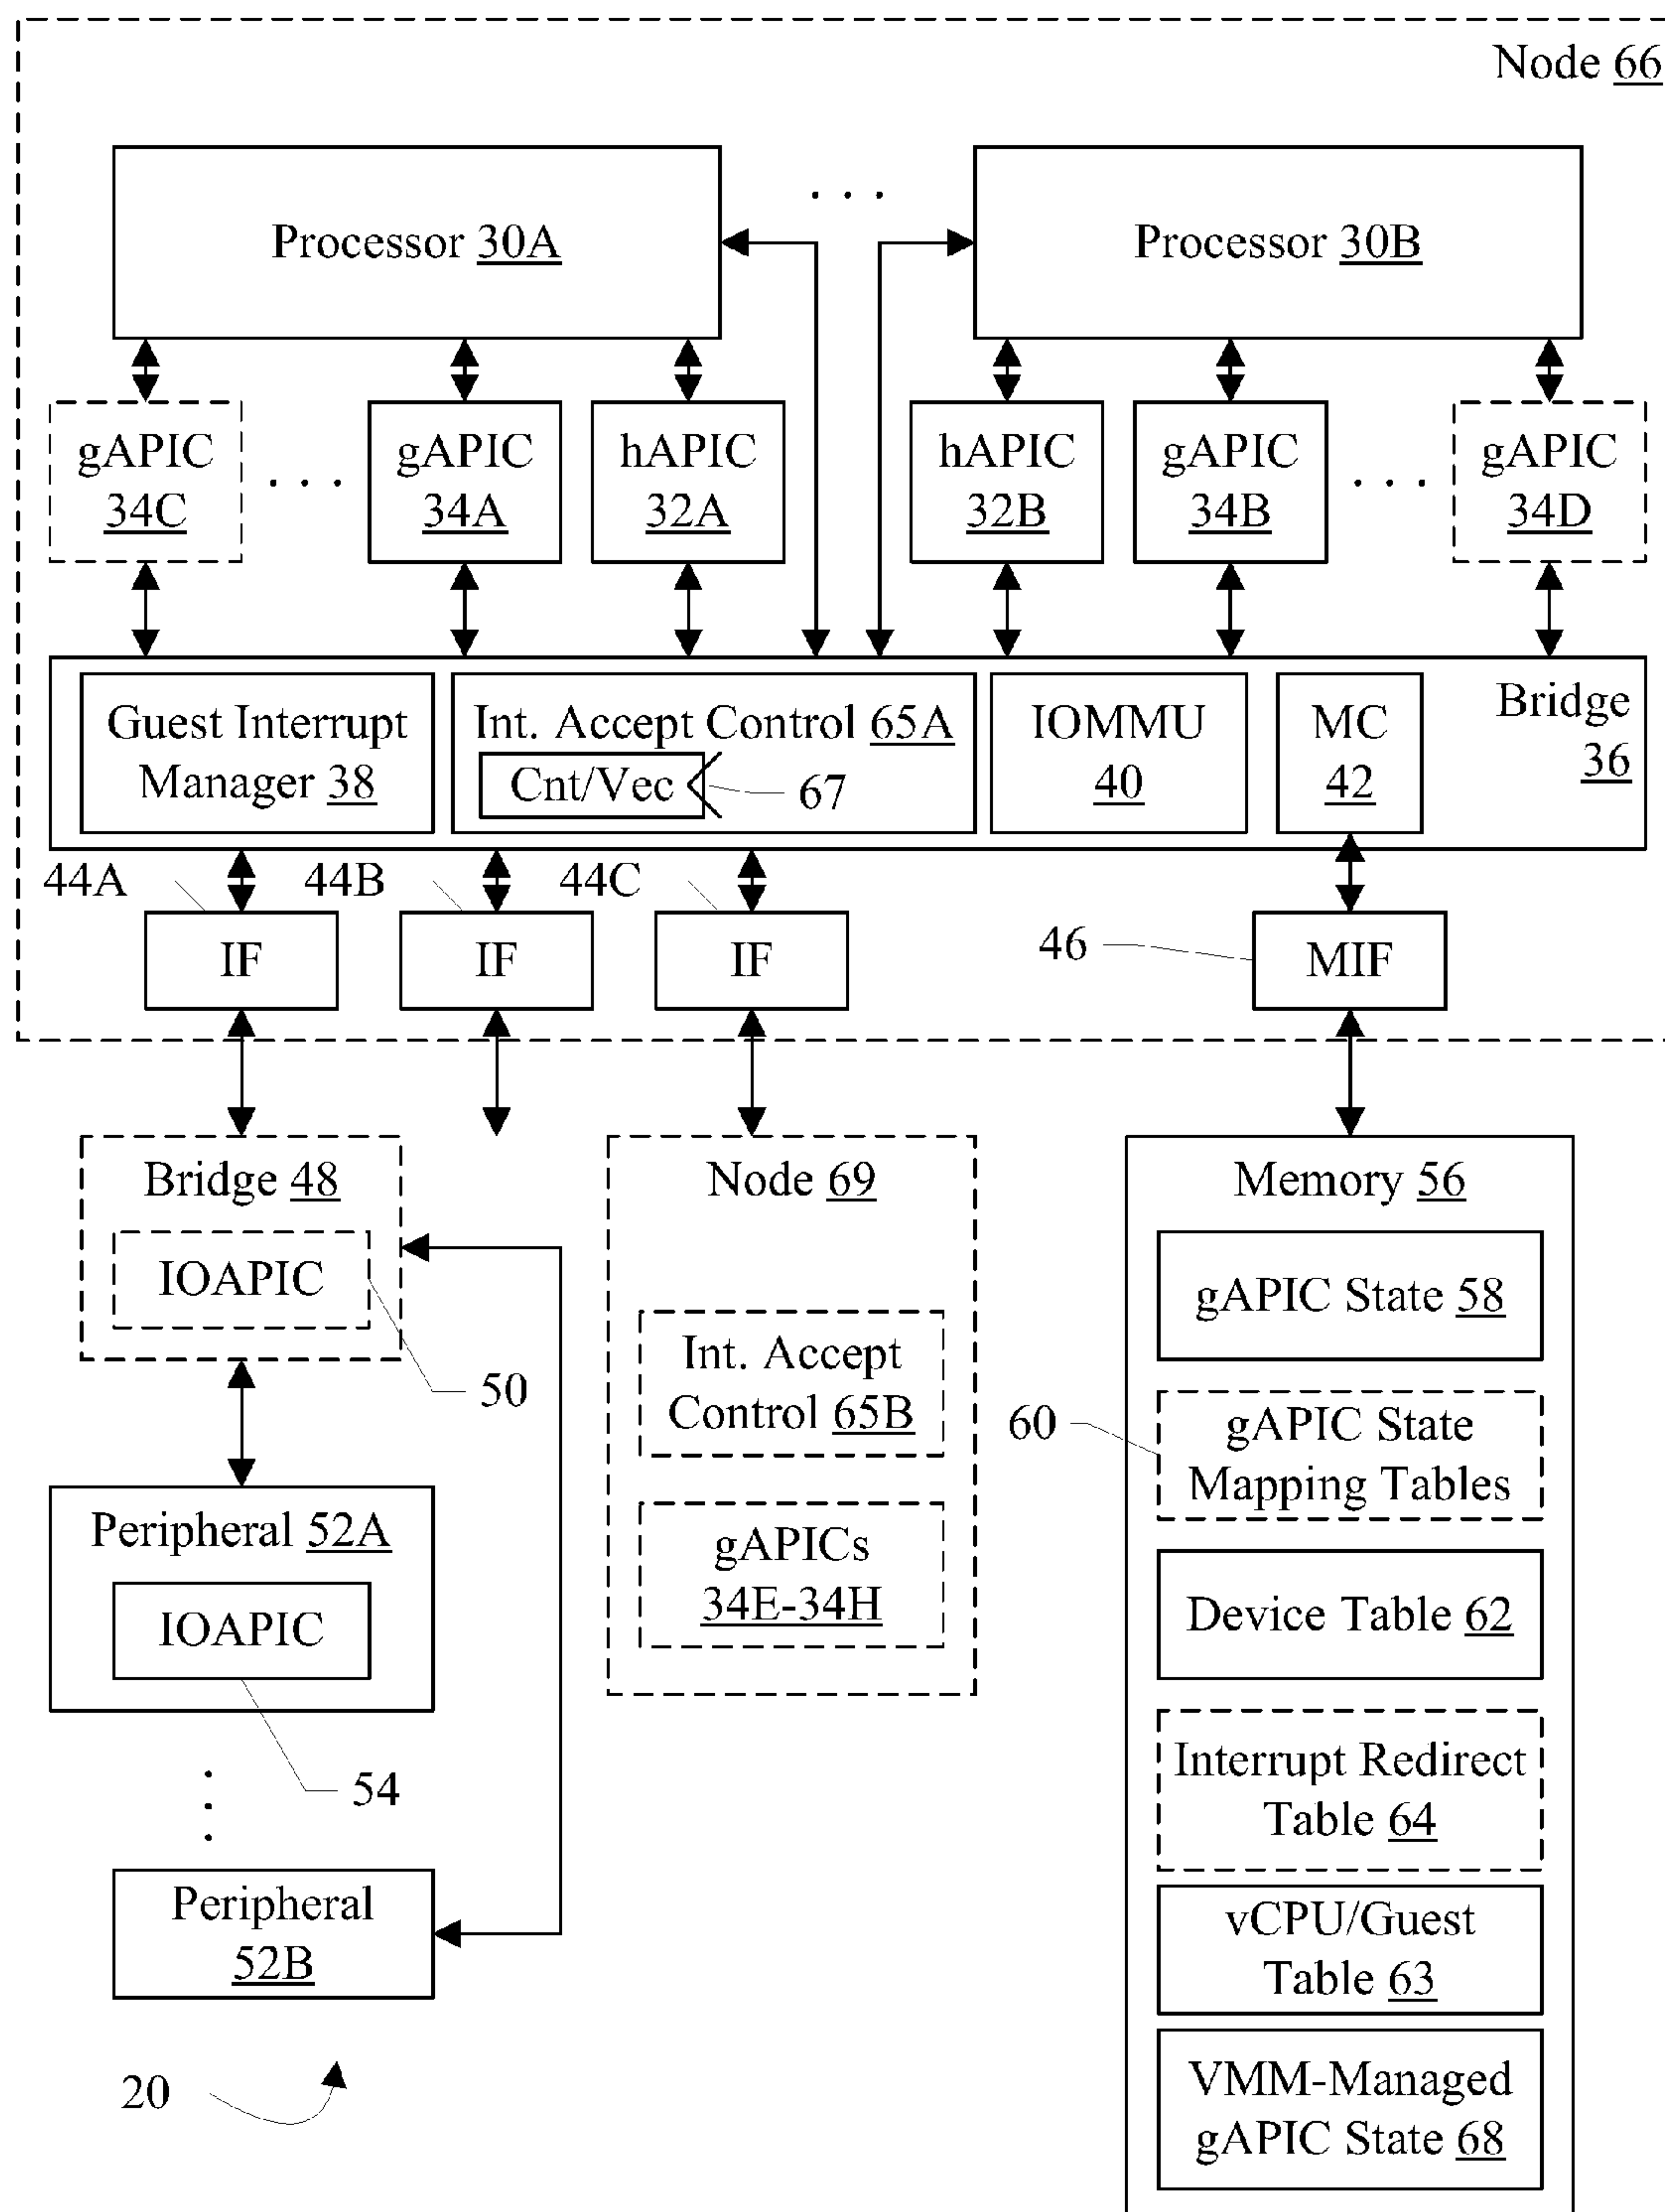 Node 66
. . .
Processor 30A
Processor 30B
gAPIC
34C
. . .
gAPIC
34A
hAPIC
32A
hAPIC
32B
gAPIC
34B
. . .
gAPIC
34D
Guest Interrupt
Manager 38
Int. Accept Control 65A
Cnt/Vec
67
IOMMU
40
MC
42
Bridge
36
44A
44B
44C
IF
IF
IF
46
MIF
Bridge 48
IOAPIC
50
Peripheral 52A
IOAPIC
54
Peripheral
52B
20
Node 69
Int. Accept
Control 65B
gAPICs
34E-34H
Memory 56
gAPIC State 58
60
gAPIC State
Mapping Tables
Device Table 62
Interrupt Redirect
Table 64
vCPU/Guest
Table 63
VMM-Managed
gAPIC State 68